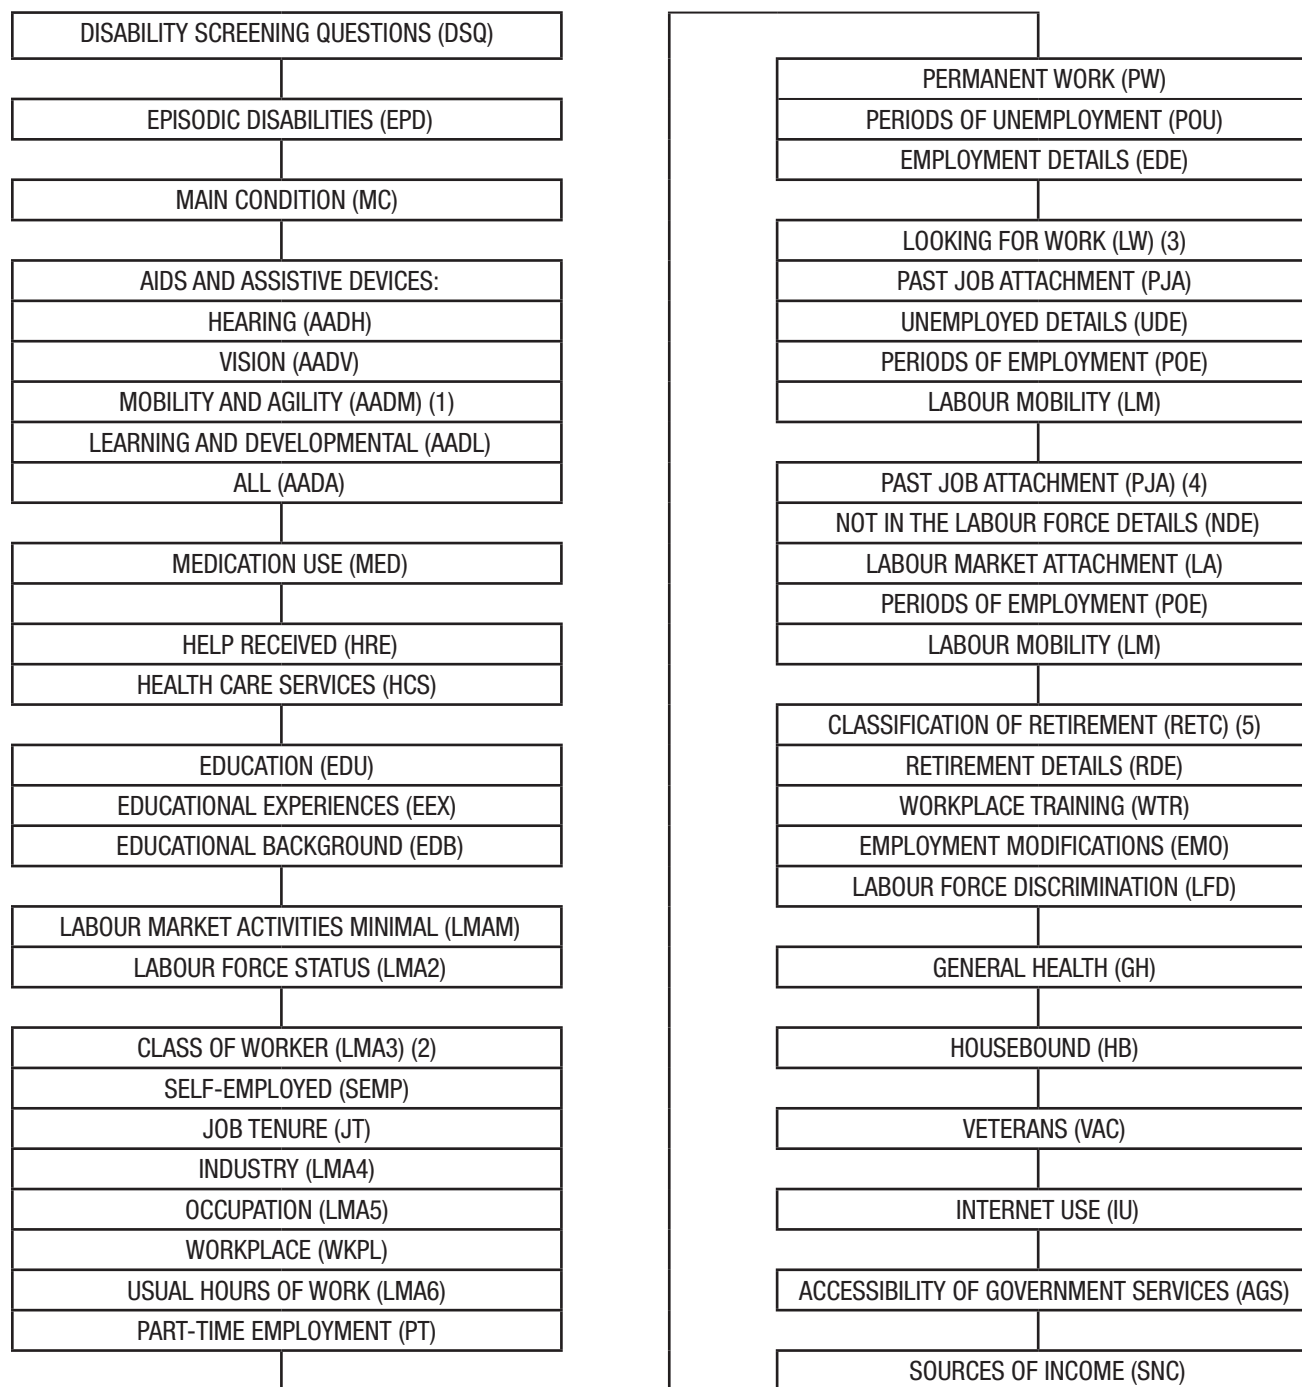 DISABILITY SCREENING QUESTIONS (DSQ)
EPISODIC DISABILITIES (EPD)
MAIN CONDITION (MC)
AIDS AND ASSISTIVE DEVICES:
HEARING (AADH)
VISION (AADV)
MOBILITY AND AGILITY (AADM) (1)
LEARNING AND DEVELOPMENTAL (AADL)
ALL (AADA)
MEDICATION USE (MED)
HELP RECEIVED (HRE)
HEALTH CARE SERVICES (HCS)
EDUCATION (EDU)
EDUCATIONAL EXPERIENCES (EEX)
EDUCATIONAL BACKGROUND (EDB)
LABOUR MARKET ACTIVITIES MINIMAL (LMAM)
LABOUR FORCE STATUS (LMA2)
CLASS OF WORKER (LMA3) (2)
SELF-EMPLOYED (SEMP)
JOB TENURE (JT)
INDUSTRY (LMA4)
OCCUPATION (LMA5)
WORKPLACE (WKPL)
USUAL HOURS OF WORK (LMA6)
PART-TIME EMPLOYMENT (PT)
PERMANENT WORK (PW)
PERIODS OF UNEMPLOYMENT (POU)
EMPLOYMENT DETAILS (EDE)
LOOKING FOR WORK (LW) (3)
PAST JOB ATTACHMENT (PJA)
UNEMPLOYED DETAILS (UDE)
PERIODS OF EMPLOYMENT (POE)
LABOUR MOBILITY (LM)
PAST JOB ATTACHMENT (PJA) (4)
NOT IN THE LABOUR FORCE DETAILS (NDE)
LABOUR MARKET ATTACHMENT (LA)
PERIODS OF EMPLOYMENT (POE)
LABOUR MOBILITY (LM)
CLASSIFICATION OF RETIREMENT (RETC) (5)
RETIREMENT DETAILS (RDE)
WORKPLACE TRAINING (WTR)
EMPLOYMENT MODIFICATIONS (EMO)
LABOUR FORCE DISCRIMINATION (LFD)
GENERAL HEALTH (GH)
HOUSEBOUND (HB)
VETERANS (VAC)
INTERNET USE (IU)
ACCESSIBILITY OF GOVERNMENT SERVICES (AGS)
SOURCES OF INCOME (SNC)